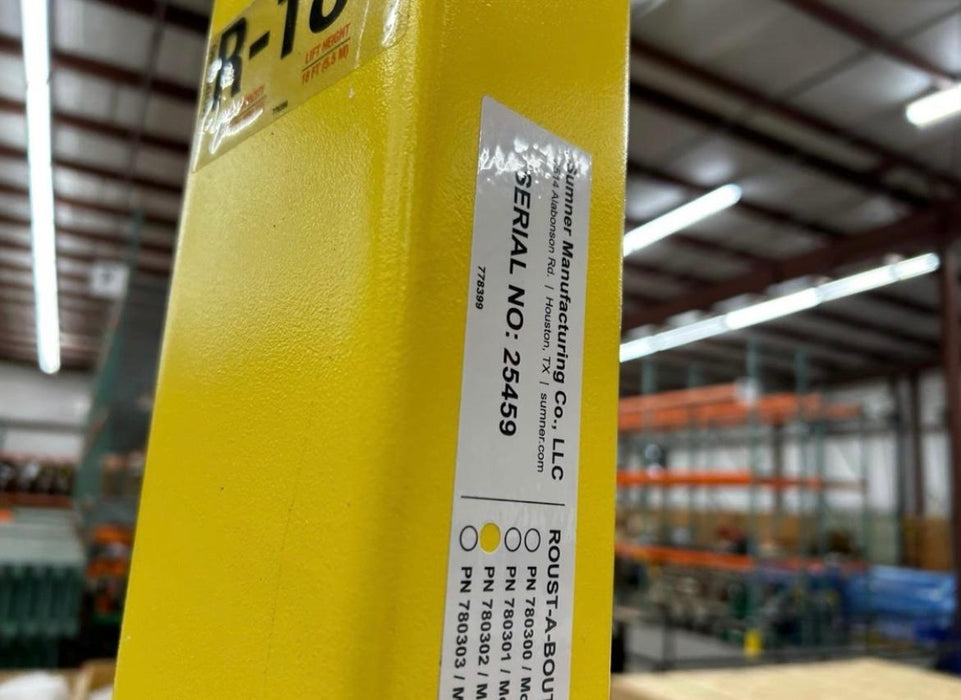 LIFT HEIGHT
18 FT (5.5 M)
Sumner Manufacturing Co., LLC
Alabonson Rd. | Houston, TX | sumner.com
SERIAL NO: 25459
778399
ROUST-A-BOUT
PN 780300 /
PN 780301 /
PN 780302 /
PN 780303 /